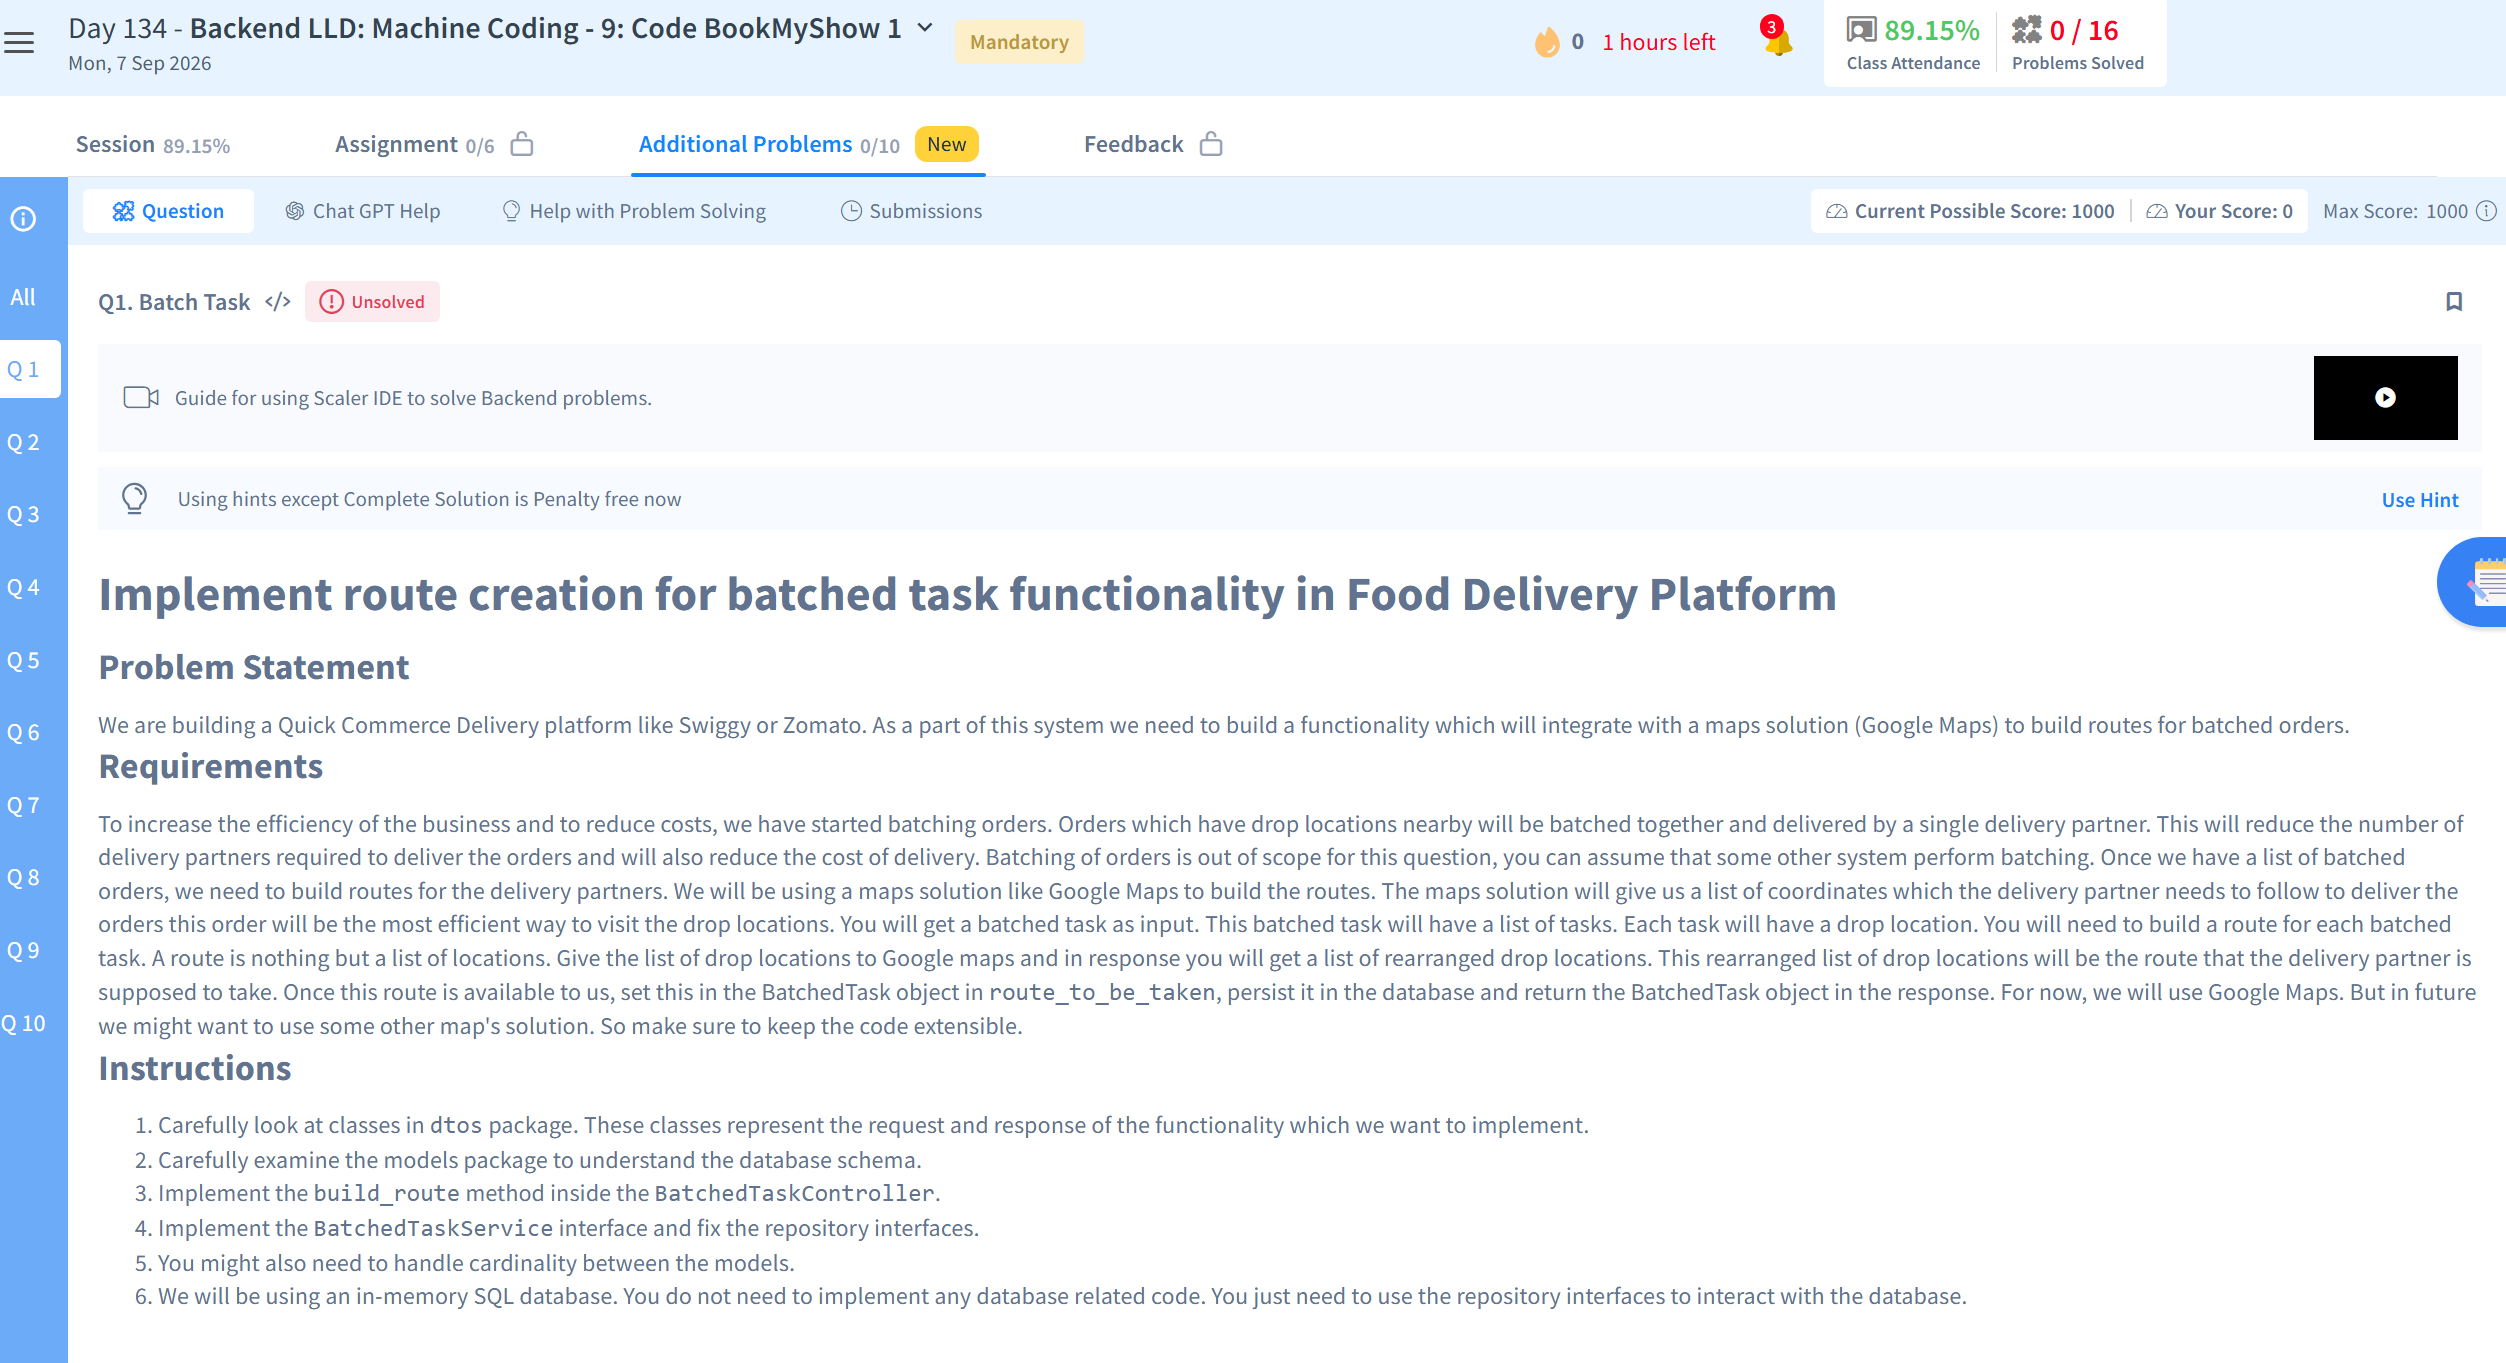 Day 134 - Backend LLD: Machine Coding - 9: Code BookMyShow 1
Mandatory
Mon, 7 Sep 2026
0
1 hours left
3
89.15%
Class Attendance
0 / 16
Problems Solved
Session 89.15%
Assignment 0/6
Additional Problems 0/10
New
Feedback
Question
Chat GPT Help
Help with Problem Solving
Submissions
Current Possible Score: 1000
Your Score: 0
Max Score: 1000
All
Q 1
Q 2
Q 3
Q 4
Q 5
Q 6
Q 7
Q 8
Q 9
Q 10
Q1. Batch Task </>
Unsolved
Guide for using Scaler IDE to solve Backend problems.
Using hints except Complete Solution is Penalty free now
Use Hint
Implement route creation for batched task functionality in Food Delivery Platform
Problem Statement
We are building a Quick Commerce Delivery platform like Swiggy or Zomato. As a part of this system we need to build a functionality which will integrate with a maps solution (Google Maps) to build routes for batched orders.
Requirements
To increase the efficiency of the business and to reduce costs, we have started batching orders. Orders which have drop locations nearby will be batched together and delivered by a single delivery partner. This will reduce the number of
delivery partners required to deliver the orders and will also reduce the cost of delivery. Batching of orders is out of scope for this question, you can assume that some other system perform batching. Once we have a list of batched
orders, we need to build routes for the delivery partners. We will be using a maps solution like Google Maps to build the routes. The maps solution will give us a list of coordinates which the delivery partner needs to follow to deliver the
orders this order will be the most efficient way to visit the drop locations. You will get a batched task as input. This batched task will have a list of tasks. Each task will have a drop location. You will need to build a route for each batched
task. A route is nothing but a list of locations. Give the list of drop locations to Google maps and in response you will get a list of rearranged drop locations. This rearranged list of drop locations will be the route that the delivery partner is
supposed to take. Once this route is available to us, set this in the BatchedTask object in route_to_be_taken, persist it in the database and return the BatchedTask object in the response. For now, we will use Google Maps. But in future
we might want to use some other map's solution. So make sure to keep the code extensible.
Instructions
1. Carefully look at classes in dtos package. These classes represent the request and response of the functionality which we want to implement.
2. Carefully examine the models package to understand the database schema.
3. Implement the build_route method inside the BatchedTaskController.
4. Implement the BatchedTaskService interface and fix the repository interfaces.
5. You might also need to handle cardinality between the models.
6. We will be using an in-memory SQL database. You do not need to implement any database related code. You just need to use the repository interfaces to interact with the database.